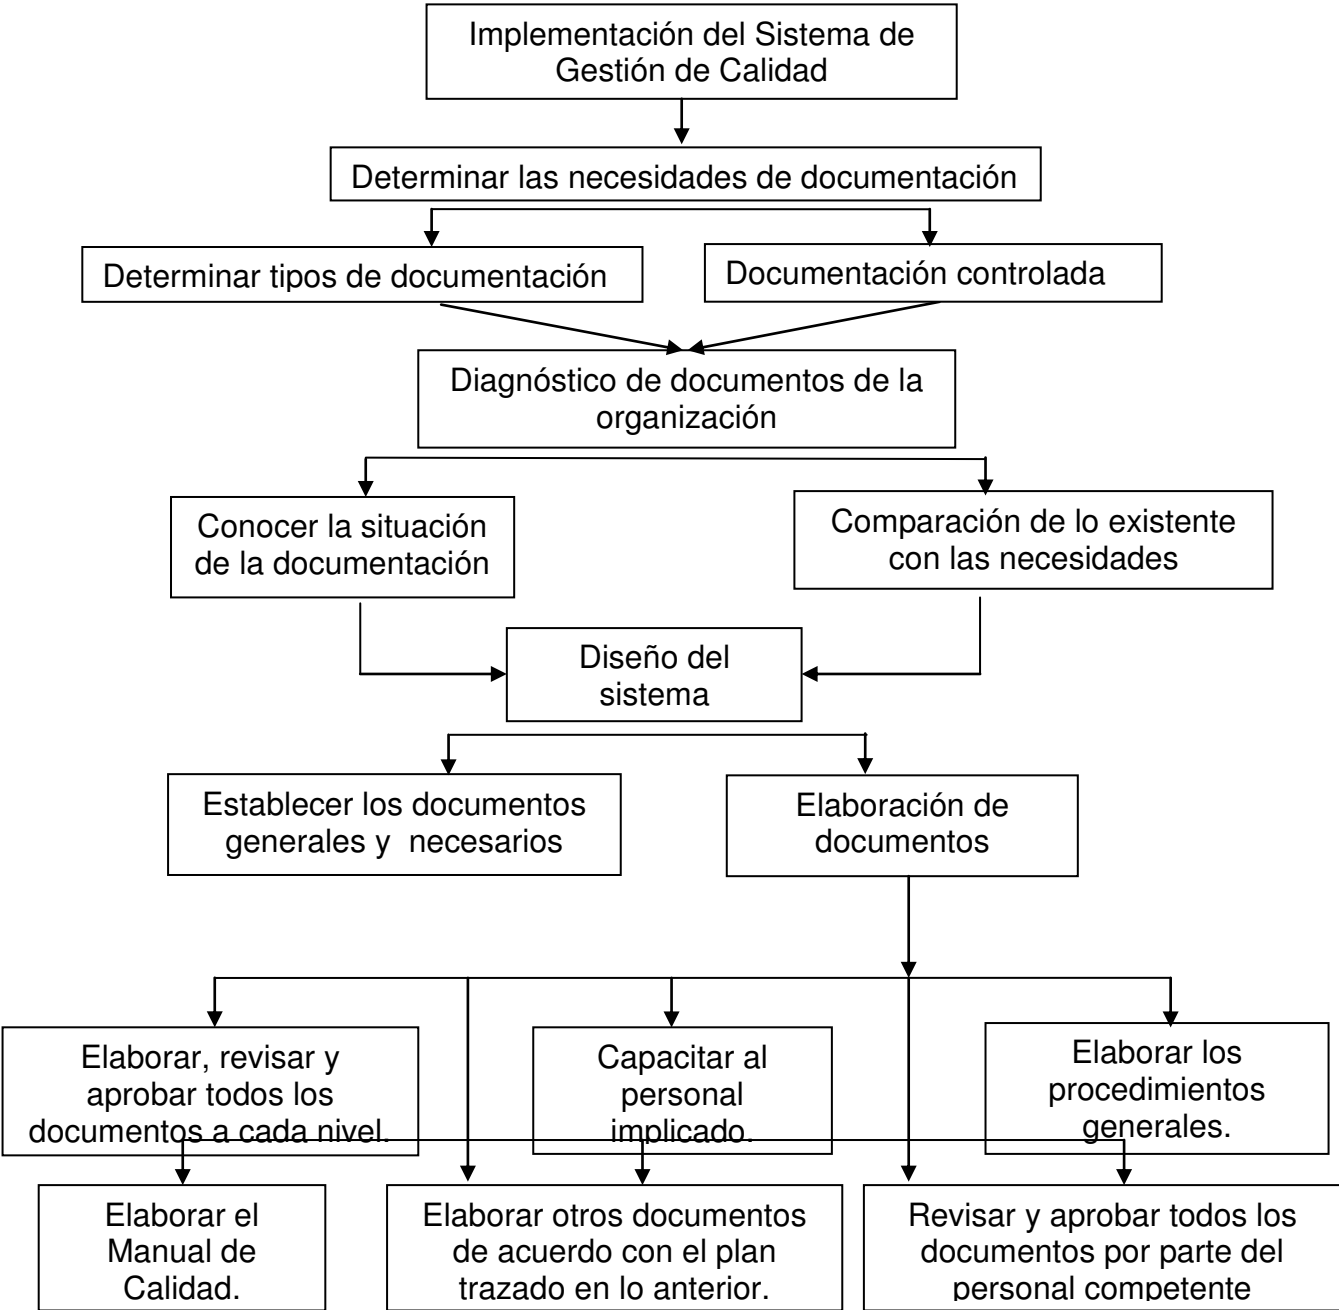 Implementación del Sistema de
Gestión de Calidad
Determinar las necesidades de documentación
Determinar tipos de documentación
Documentación controlada
Diagnóstico de documentos de la
organización
Conocer la situación
de la documentación
Comparación de lo existente
con las necesidades
Diseño del
sistema
Establecer los documentos
generales y necesarios
Elaboración de
documentos
Elaborar, revisar y
aprobar todos los
documentos a cada nivel.
Capacitar al
personal
implicado.
Elaborar los
procedimientos
generales.
Elaborar el
Manual de
Calidad.
Elaborar otros documentos
de acuerdo con el plan
trazado en lo anterior.
Revisar y aprobar todos los
documentos por parte del
personal competente